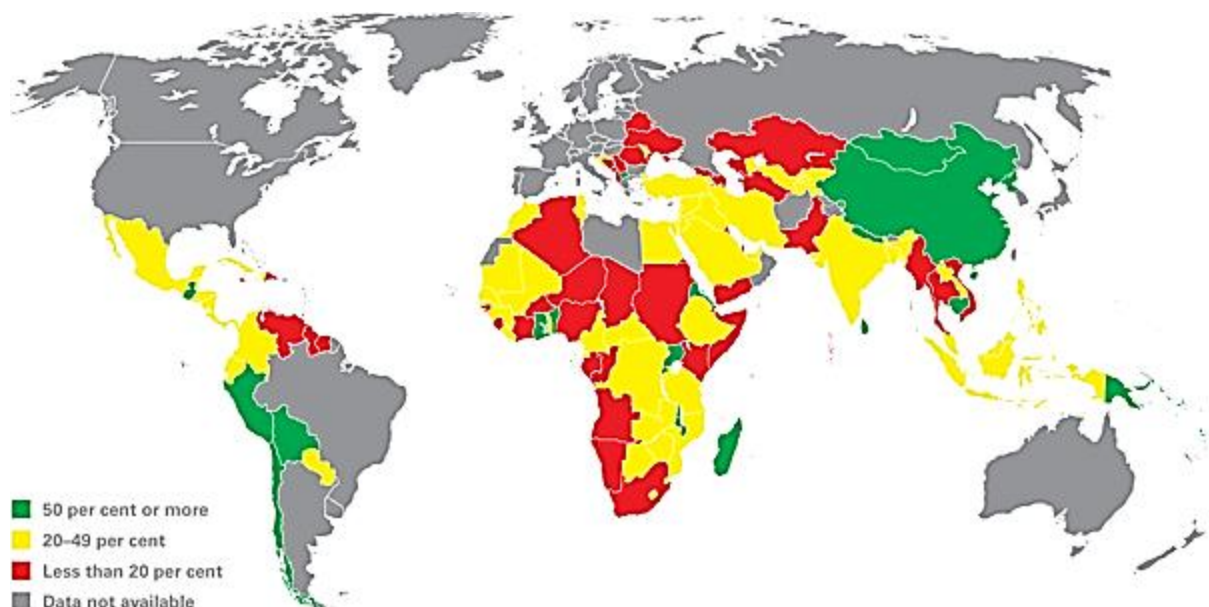 50 per cent or more
20–49 per cent
Less than 20 per cent
Data not available